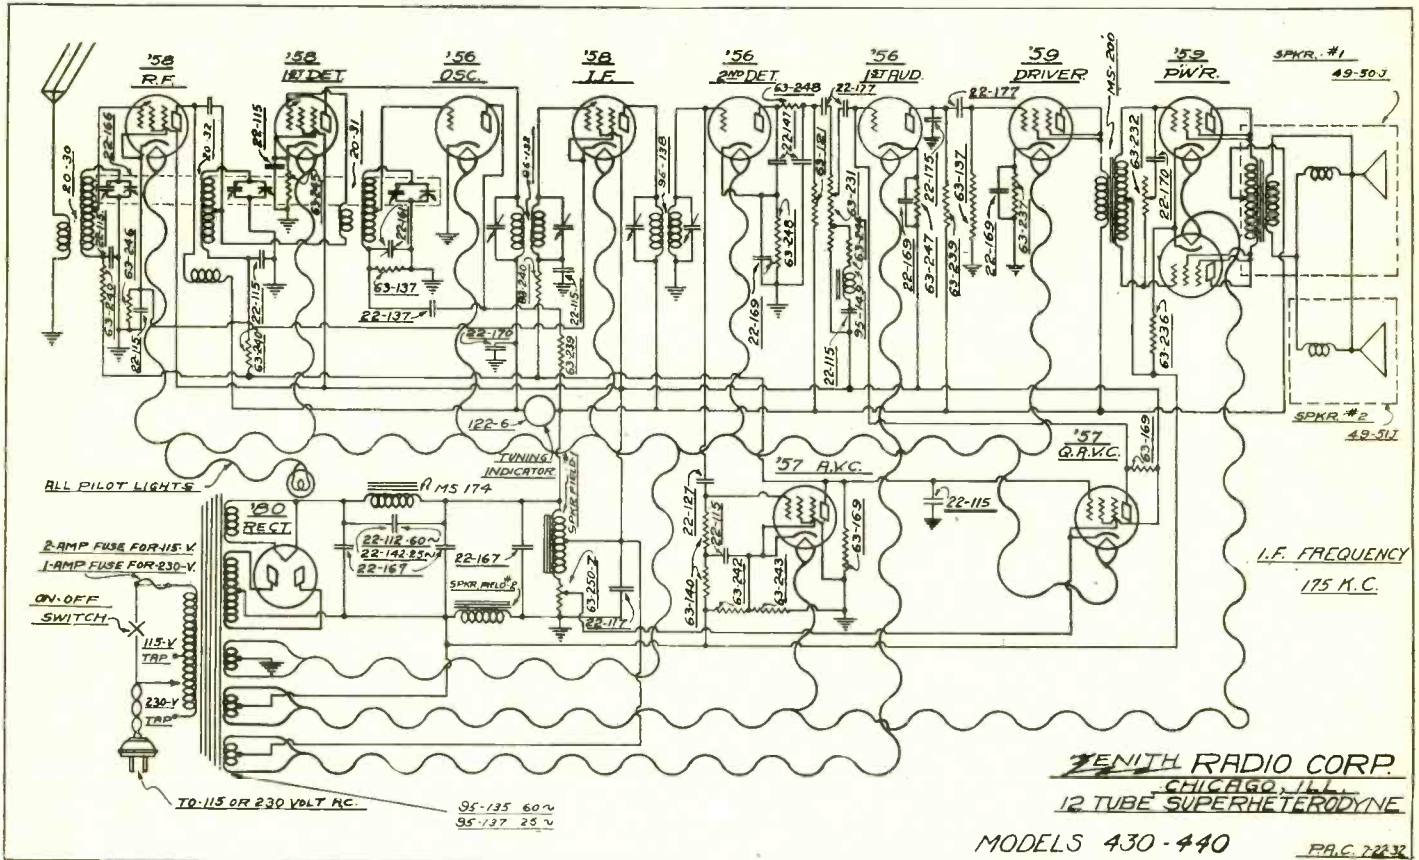 '58
R.F.
'58
1ST DET.
'56
OSC.
'58
I.F.
'56
2ND DET.
'56
1ST AUD.
'59
DRIVER
'59
PWR.
MS-200
SPKR. #1
49-50J
20-30
22-166
20-32
22-115
63-245
20-31
22-161
96-138
96-138
63-248
22-177
22-147
63-121
63-231
22-175
63-137
22-177
63-232
22-170
22-115
63-246
63-240
22-115
22-115
63-240
63-137
22-137
22-170
63-240
22-115
63-239
22-169
63-248
22-115
95-149
22-169
63-247
63-239
22-169
63-237
63-236
SPKR. #2
49-51J
122-6
TUNING
INDICATOR
SPKR. FIELD
ALL PILOT LIGHTS
'80
RECT.
MS 174
22-112 60~
22-142 25~
22-167
22-167
SPKR. FIELD #2
63-250-Z
22-117
22-127
63-140
22-115
63-242
63-243
'57 A.V.C.
63-169
22-115
'57
Q.A.V.C.
63-169
I.F. FREQUENCY
175 K.C.
2-AMP FUSE FOR-115-V.
1-AMP FUSE FOR-230-V.
ON-OFF
SWITCH
115-V
TAP
230-V
TAP
TO-115 OR 230 VOLT A.C.
95-135 60~
95-137 25~
ZENITH RADIO CORP.
CHICAGO, ILL.
12 TUBE SUPERHETERODYNE
MODELS 430-440
P.A.C. 7-22-32